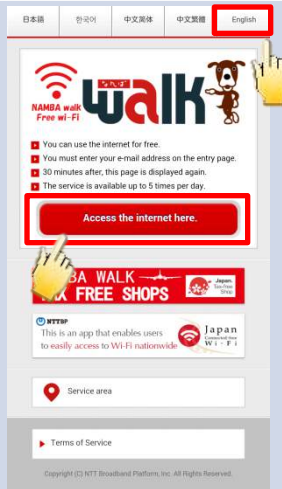 日本語 한국어 中文简体 中文繁體 English
NAMBA walk
Free wi-Fi
なんば
walk
You can use the internet for free.
You must enter your e-mail address on the entry page.
30 minutes after, this page is displayed again.
The service is available up to 5 times per day.
Access the internet here.
BA WALK
FREE SHOPS
Japan.
Tax-free
Shop
NTTBP
This is an app that enables users
to easily access to Wi-Fi nationwide
Japan
Connected-free
Wi-Fi
Service area
Terms of Service
Copyright (C) NTT Broadband Platform, Inc. All Rights Reserved.